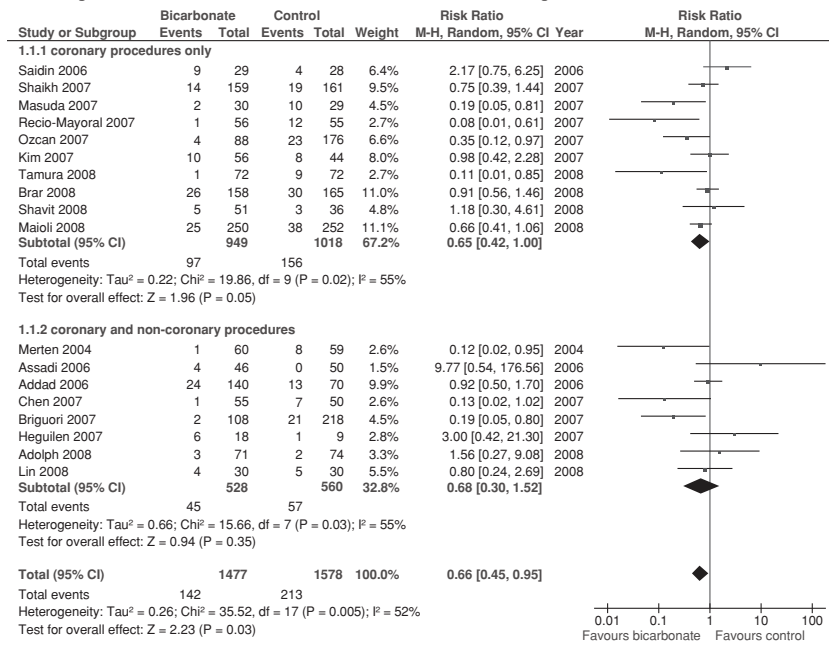 Bicarbonate Control Risk Ratio Risk Ratio
Study or Subgroup Events Total Events Total Weight M-H, Random, 95% CI Year M-H, Random, 95% CI
1.1.1 coronary procedures only
Saidin 2006 9 29 4 28 6.4% 2.17 [0.75, 6.25] 2006
Shaikh 2007 14 159 19 161 9.5% 0.75 [0.39, 1.44] 2007
Masuda 2007 2 30 10 29 4.5% 0.19 [0.05, 0.81] 2007
Recio-Mayoral 2007 1 56 12 55 2.7% 0.08 [0.01, 0.61] 2007
Ozcan 2007 4 88 23 176 6.6% 0.35 [0.12, 0.97] 2007
Kim 2007 10 56 8 44 8.0% 0.98 [0.42, 2.28] 2007
Tamura 2008 1 72 9 72 2.7% 0.11 [0.01, 0.85] 2008
Brar 2008 26 158 30 165 11.0% 0.91 [0.56, 1.46] 2008
Shavit 2008 5 51 3 36 4.8% 1.18 [0.30, 4.61] 2008
Maioli 2008 25 250 38 252 11.1% 0.66 [0.41, 1.06] 2008
Subtotal (95% CI) 949 1018 67.2% 0.65 [0.42, 1.00]
Total events 97 156
Heterogeneity: Tau² = 0.22; Chi² = 19.86, df = 9 (P = 0.02); I² = 55%
Test for overall effect: Z = 1.96 (P = 0.05)
1.1.2 coronary and non-coronary procedures
Merten 2004 1 60 8 59 2.6% 0.12 [0.02, 0.95] 2004
Assadi 2006 4 46 0 50 1.5% 9.77 [0.54, 176.56] 2006
Addad 2006 24 140 13 70 9.9% 0.92 [0.50, 1.70] 2006
Chen 2007 1 55 7 50 2.6% 0.13 [0.02, 1.02] 2007
Briguori 2007 2 108 21 218 4.5% 0.19 [0.05, 0.80] 2007
Heguilen 2007 6 18 1 9 2.8% 3.00 [0.42, 21.30] 2007
Adolph 2008 3 71 2 74 3.3% 1.56 [0.27, 9.08] 2008
Lin 2008 4 30 5 30 5.5% 0.80 [0.24, 2.69] 2008
Subtotal (95% CI) 528 560 32.8% 0.68 [0.30, 1.52]
Total events 45 57
Heterogeneity: Tau² = 0.66; Chi² = 15.66, df = 7 (P = 0.03); I² = 55%
Test for overall effect: Z = 0.94 (P = 0.35)
Total (95% CI) 1477 1578 100.0% 0.66 [0.45, 0.95]
Total events 142 213
Heterogeneity: Tau² = 0.26; Chi² = 35.52, df = 17 (P = 0.005); I² = 52%
Test for overall effect: Z = 2.23 (P = 0.03)
0.01 0.1 1 10 100
Favours bicarbonate Favours control